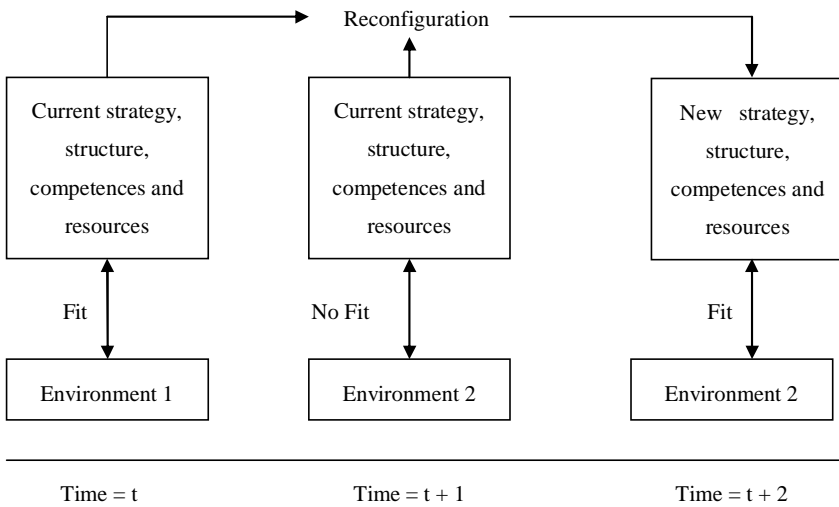 Reconfiguration
Current strategy,
structure,
competences and
resources
Current strategy,
structure,
competences and
resources
New strategy,
structure,
competences and
resources
Fit
No Fit
Fit
Environment 1
Environment 2
Environment 2
Time = t
Time = t + 1
Time = t + 2